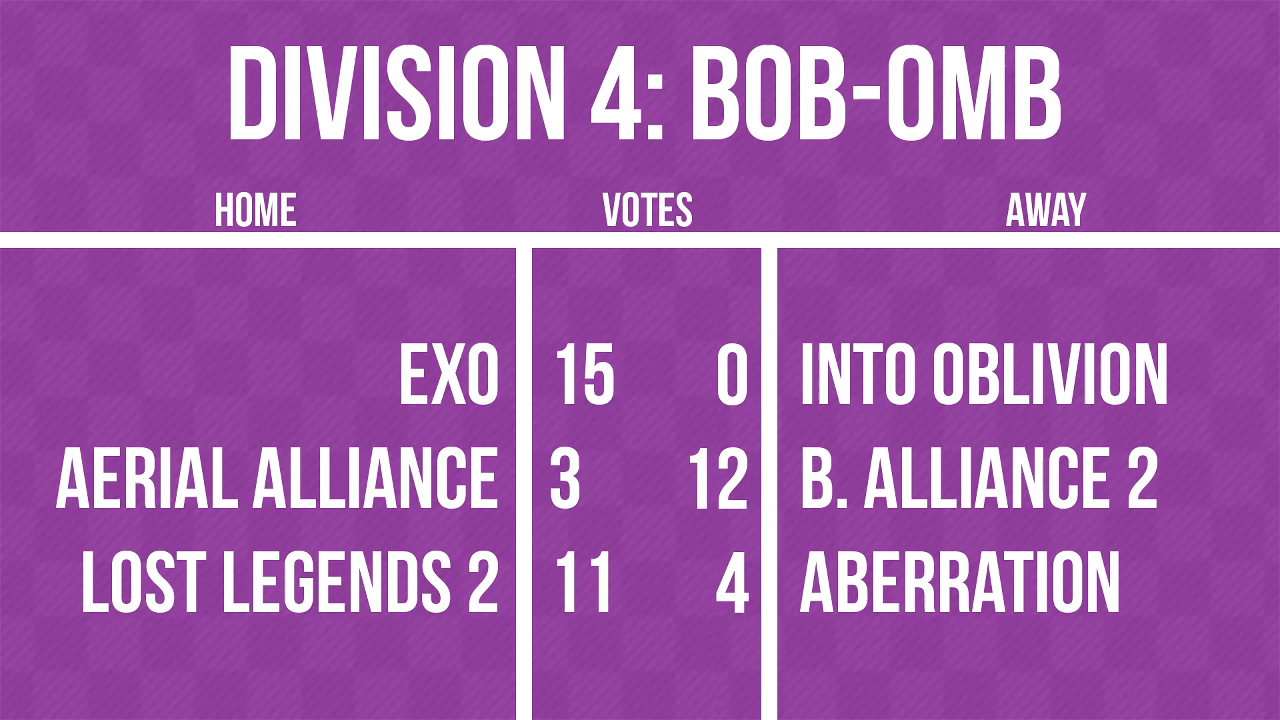 DIVISION 4: BOB-OMB
HOME VOTES AWAY
EXO 15 0 INTO OBLIVION
AERIAL ALLIANCE 3 12 B. ALLIANCE 2
LOST LEGENDS 2 11 4 ABERRATION